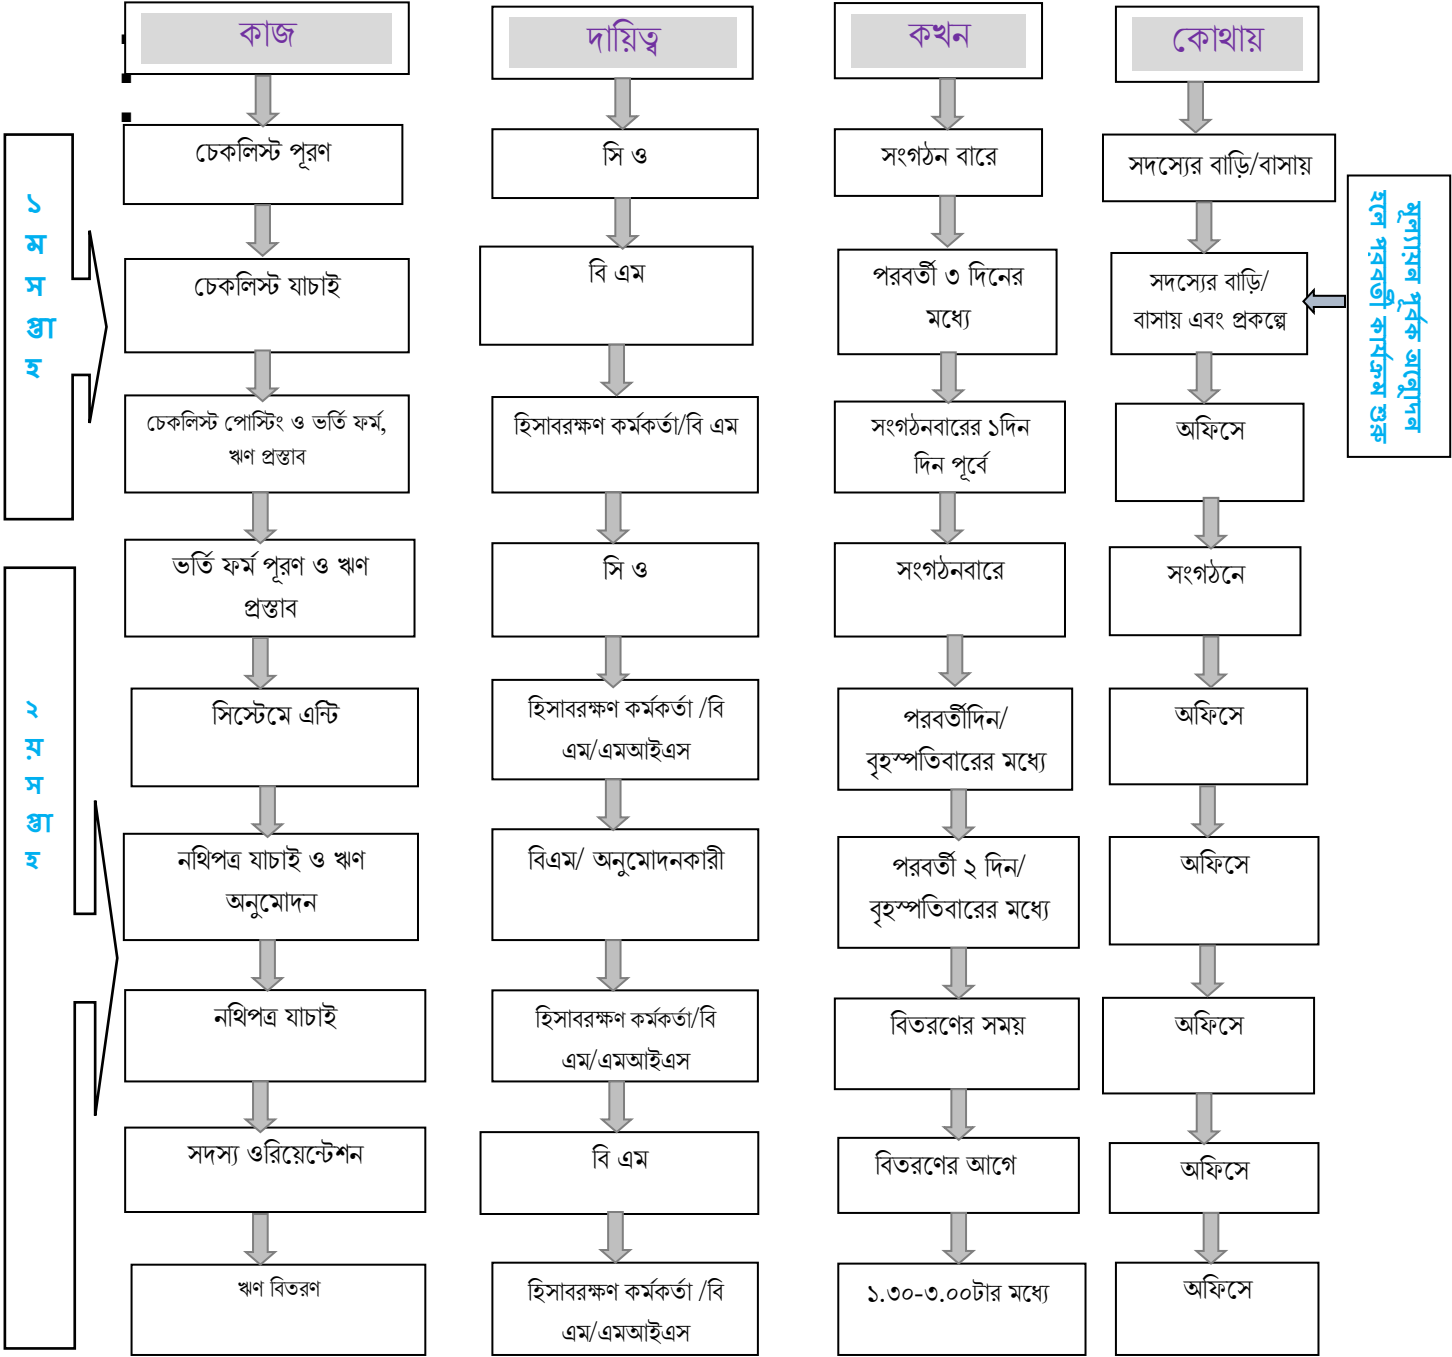 কাজ
দায়িত্ব
কখন
কোথায়
১
ম
স
প্তা
হ
চেকলিস্ট পূরণ
সি ও
সংগঠন বারে
সদস্যের বাড়ি/বাসায়
চেকলিস্ট যাচাই
বি এম
পরবর্তী ৩ দিনের
মধ্যে
সদস্যের বাড়ি/
বাসায় এবং প্রকল্পে
মূল্যায়ন পূর্বক অনুমোদন
হলে পরবর্তী কার্যক্রম শুরু
চেকলিস্ট পোস্টিং ও ভর্তি ফর্ম,
ঋণ প্রস্তাব
হিসাবরক্ষণ কর্মকর্তা/বি এম
সংগঠনবারের ১দিন
দিন পূর্বে
অফিসে
২
য়
স
প্তা
হ
ভর্তি ফর্ম পূরণ ও ঋণ
প্রস্তাব
সি ও
সংগঠনবারে
সংগঠনে
সিস্টেমে এন্টি
হিসাবরক্ষণ কর্মকর্তা /বি
এম/এমআইএস
পরবর্তীদিন/
বৃহস্পতিবারের মধ্যে
অফিসে
নথিপত্র যাচাই ও ঋণ
অনুমোদন
বিএম/ অনুমোদনকারী
পরবর্তী ২ দিন/
বৃহস্পতিবারের মধ্যে
অফিসে
নথিপত্র যাচাই
হিসাবরক্ষণ কর্মকর্তা/বি
এম/এমআইএস
বিতরণের সময়
অফিসে
সদস্য ওরিয়েন্টেশন
বি এম
বিতরণের আগে
অফিসে
ঋণ বিতরণ
হিসাবরক্ষণ কর্মকর্তা /বি
এম/এমআইএস
১.৩০-৩.০০টার মধ্যে
অফিসে